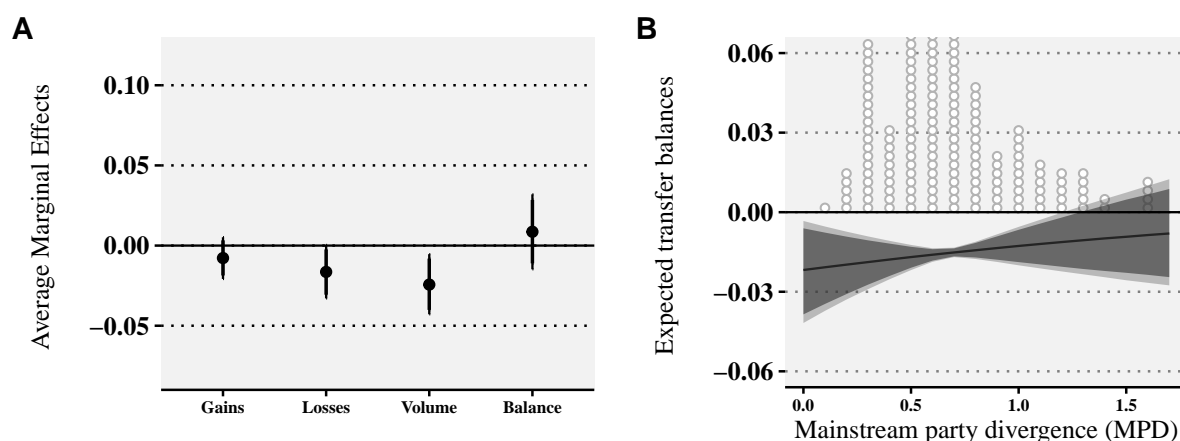 A
Average Marginal Effects
0.10
0.05
0.00
−0.05
Gains Losses Volume Balance
B
Expected transfer balances
0.06
0.03
0.00
−0.03
−0.06
0.0 0.5 1.0 1.5
Mainstream party divergence (MPD)